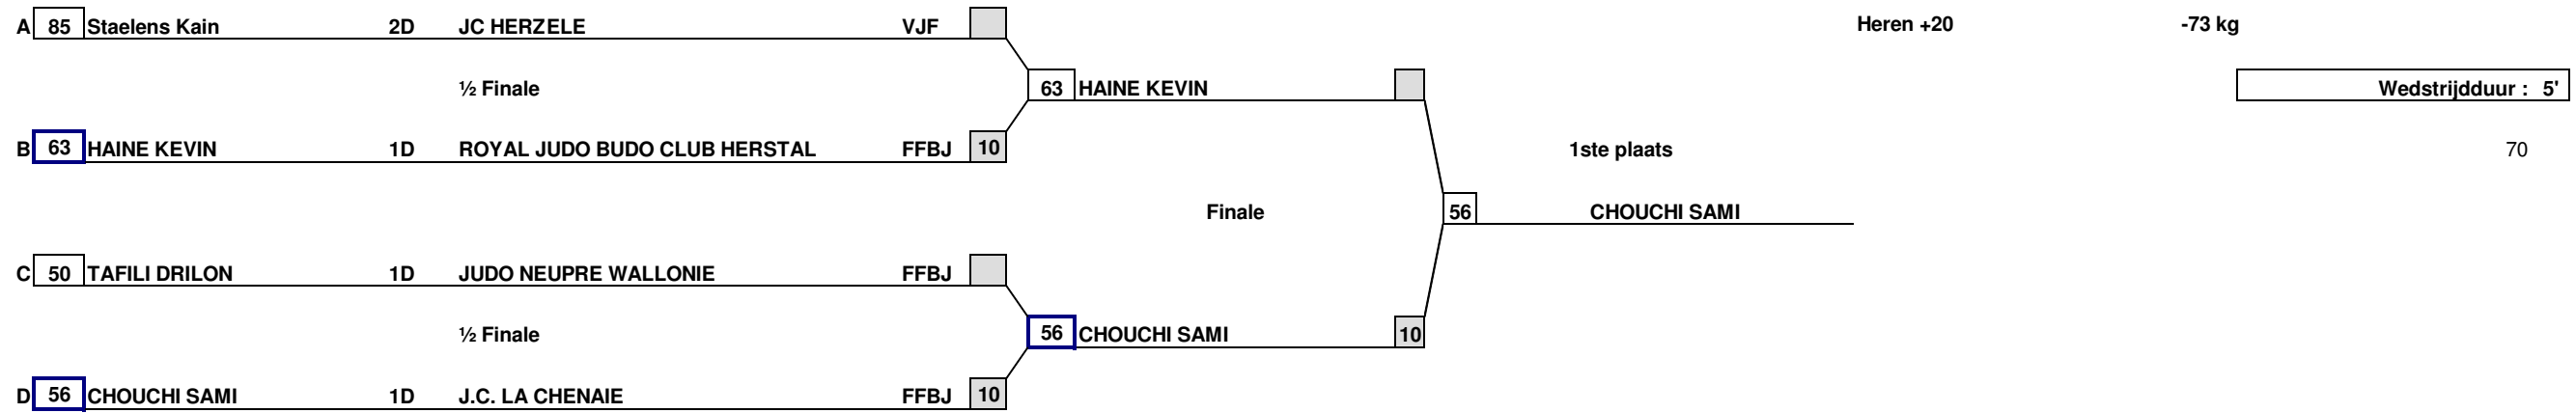 A 85 Staelens Kain 2D JC HERZELE VJF Heren +20 -73 kg
½ Finale 63 HAINE KEVIN Wedstrijdduur : 5'
B 63 HAINE KEVIN 1D ROYAL JUDO BUDO CLUB HERSTAL FFBJ 10 1ste plaats 70
Finale 56 CHOUCHI SAMI
C 50 TAFILI DRILON 1D JUDO NEUPRE WALLONIE FFBJ
½ Finale 56 CHOUCHI SAMI 10
D 56 CHOUCHI SAMI 1D J.C. LA CHENAIE FFBJ 10